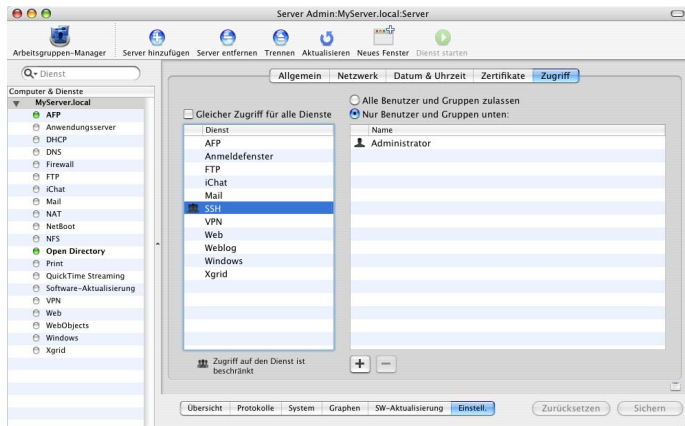 Server Admin:MyServer.local:Server
Arbeitsgruppen-Manager Server hinzufügen Server entfernen Trennen Aktualisieren Neues Fenster Dienst starten
Dienst
Computer & Dienste
MyServer.local
AFP
Anwendungsserver
DHCP
DNS
Firewall
FTP
iChat
Mail
NAT
NetBoot
NFS
Open Directory
Print
QuickTime Streaming
Software-Aktualisierung
VPN
Web
WebObjects
Windows
Xgrid
Allgemein Netzwerk Datum & Uhrzeit Zertifikate Zugriff
Gleicher Zugriff für alle Dienste
Alle Benutzer und Gruppen zulassen
Nur Benutzer und Gruppen unten:
Dienst
AFP
Anmeldefenster
FTP
iChat
Mail
SSH
VPN
Web
Weblog
Windows
Xgrid
Zugriff auf den Dienst ist
beschränkt
Name
Administrator
Übersicht Protokolle System Graphen SW-Aktualisierung Einstell.
Zurücksetzen Sichern